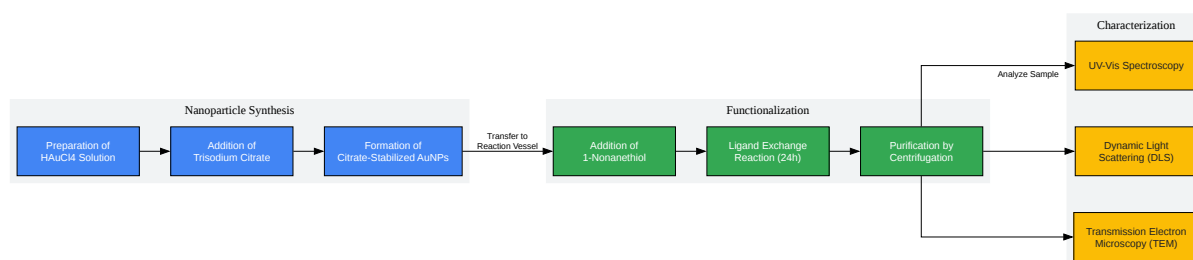 Characterization
UV-Vis Spectroscopy
Analyze Sample
Nanoparticle Synthesis
Functionalization
Preparation of
HAuCl4 Solution
Addition of
Trisodium Citrate
Formation of
Citrate-Stabilized AuNPs
Transfer to
Reaction Vessel
Addition of
1-Nonanethiol
Ligand Exchange
Reaction (24h)
Purification by
Centrifugation
Dynamic Light
Scattering (DLS)
Transmission Electron
Microscopy (TEM)